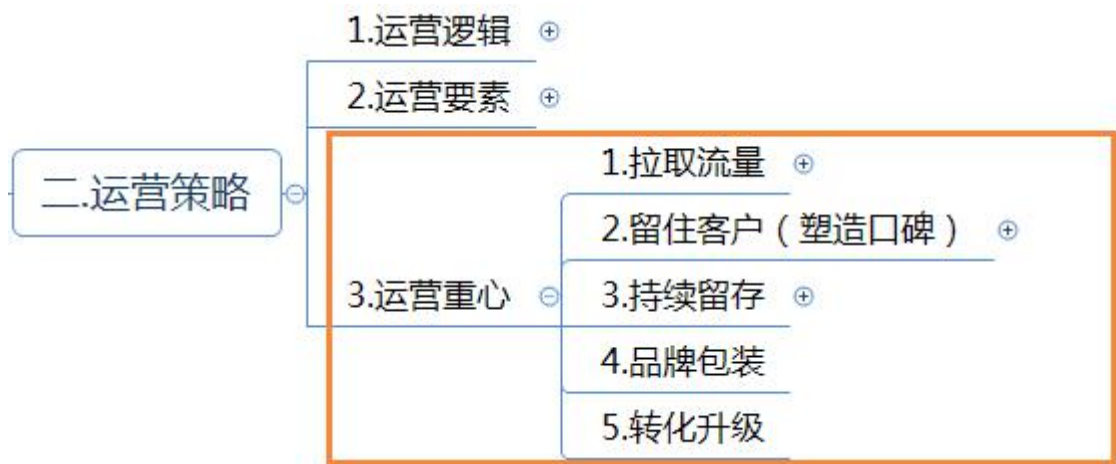 二.运营策略
1.运营逻辑
2.运营要素
3.运营重心
1.拉取流量
2.留住客户（塑造口碑）
3.持续留存
4.品牌包装
5.转化升级